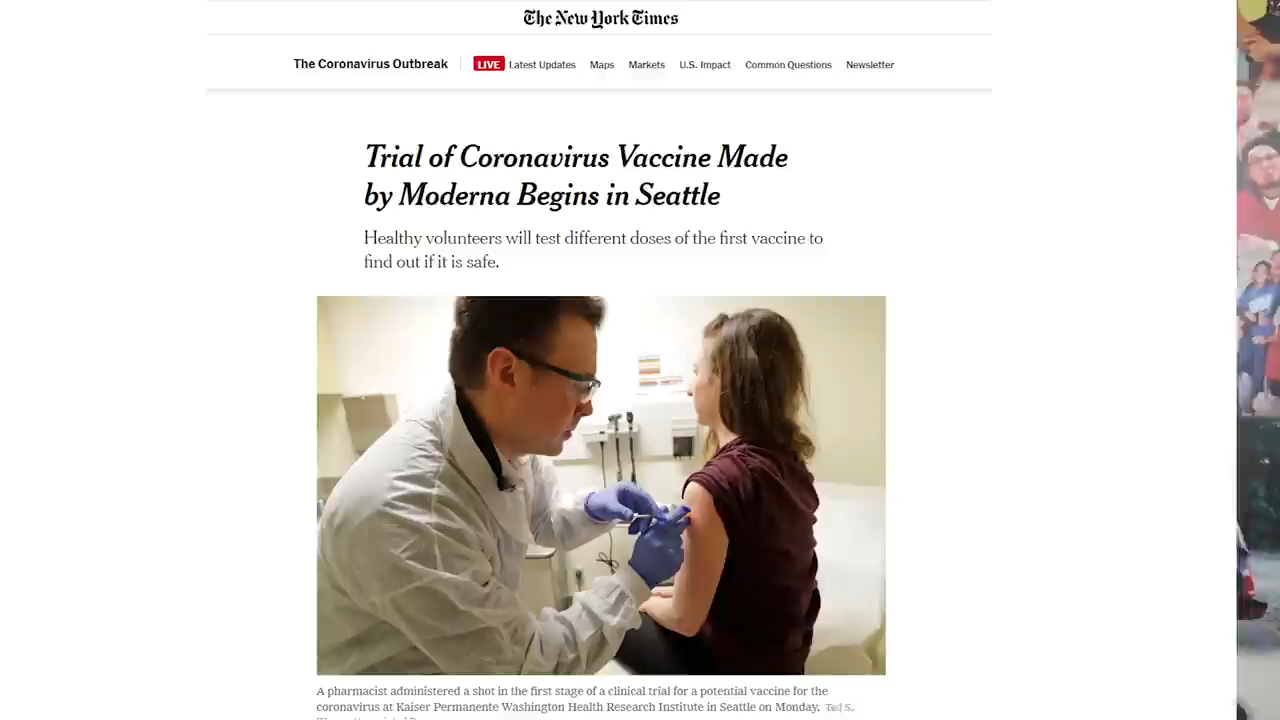 The New York Times
The Coronavirus Outbreak
LIVE Latest Updates Maps Markets U.S. Impact Common Questions Newsletter
Trial of Coronavirus Vaccine Made
by Moderna Begins in Seattle
Healthy volunteers will test different doses of the first vaccine to
find out if it is safe.
A pharmacist administered a shot in the first stage of a clinical trial for a potential vaccine for the
coronavirus at Kaiser Permanente Washington Health Research Institute in Seattle on Monday. Ted S.